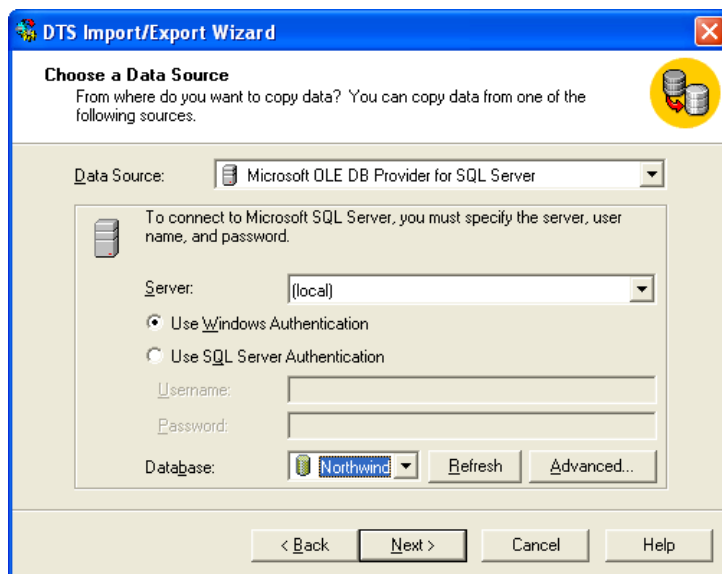 DTS Import/Export Wizard
Choose a Data Source
From where do you want to copy data? You can copy data from one of the
following sources.
Data Source: Microsoft OLE DB Provider for SQL Server
To connect to Microsoft SQL Server, you must specify the server, user
name, and password.
Server: (local)
Use Windows Authentication
Use SQL Server Authentication
Username:
Password:
Database: Northwind Refresh Advanced...
< Back Next > Cancel Help